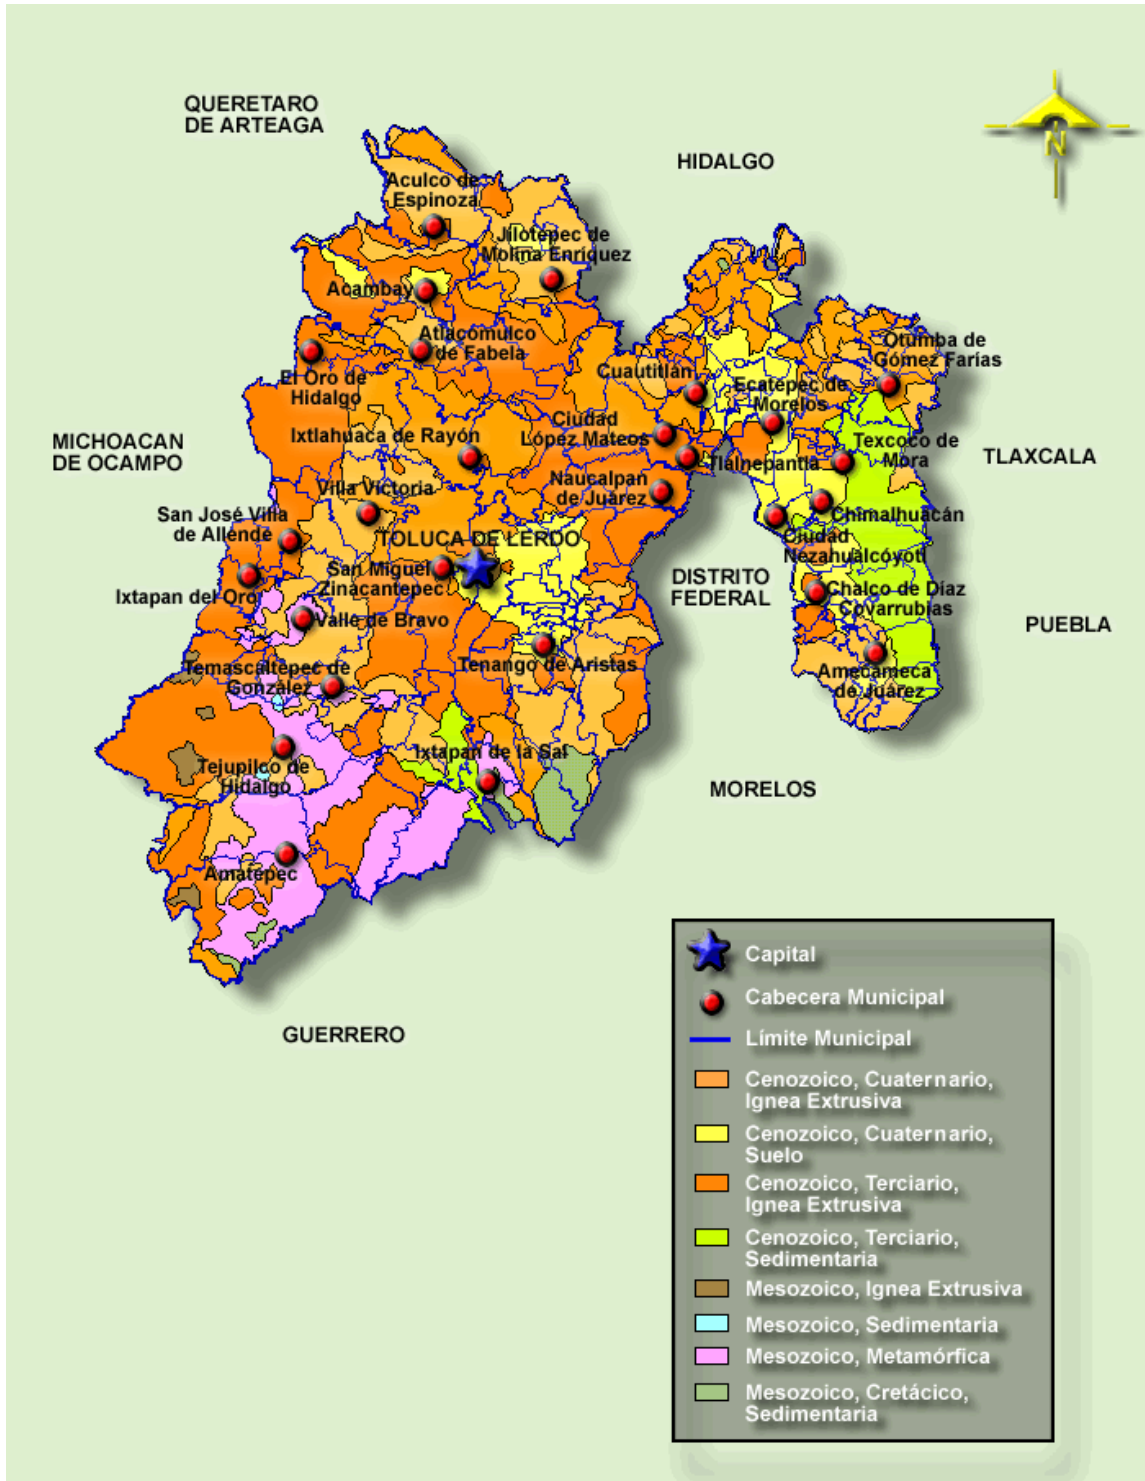 QUERETARO
DE ARTEAGA
HIDALGO
N
Aculco de
Espinoza
Jilotepec de
Molina Enríquez
Acambay
Atlacomulco
de Fabela
Otumba de
Gómez Farías
El Oro de
Hidalgo
Cuautitlán
Ecatepec de
Morelos
Ciudad
López Mateos
MICHOACAN
DE OCAMPO
Ixtlahuaca de Rayón
Texcoco de
Mora
TLAXCALA
Tlalnepantla
Naucalpan
de Juárez
Villa Victoria
San José Villa
de Allende
Chimalhuacán
TOLUCA DE LERDO
Ciudad
Nezahualcóyotl
San Miguel
Zinacantepec
DISTRITO
FEDERAL
Ixtapan del Oro
Chalco de Díaz
Covarrubias
Valle de Bravo
PUEBLA
Temascaltepec de
González
Tenango de Aristas
Amecameca
de Juárez
Ixtapan de la Sal
Tejupilco de
Hidalgo
MORELOS
Amatepec
GUERRERO
Capital
Cabecera Municipal
Límite Municipal
Cenozoico, Cuaternario,
Ignea Extrusiva
Cenozoico, Cuaternario,
Suelo
Cenozoico, Terciario,
Ignea Extrusiva
Cenozoico, Terciario,
Sedimentaria
Mesozoico, Ignea Extrusiva
Mesozoico, Sedimentaria
Mesozoico, Metamórfica
Mesozoico, Cretácico,
Sedimentaria